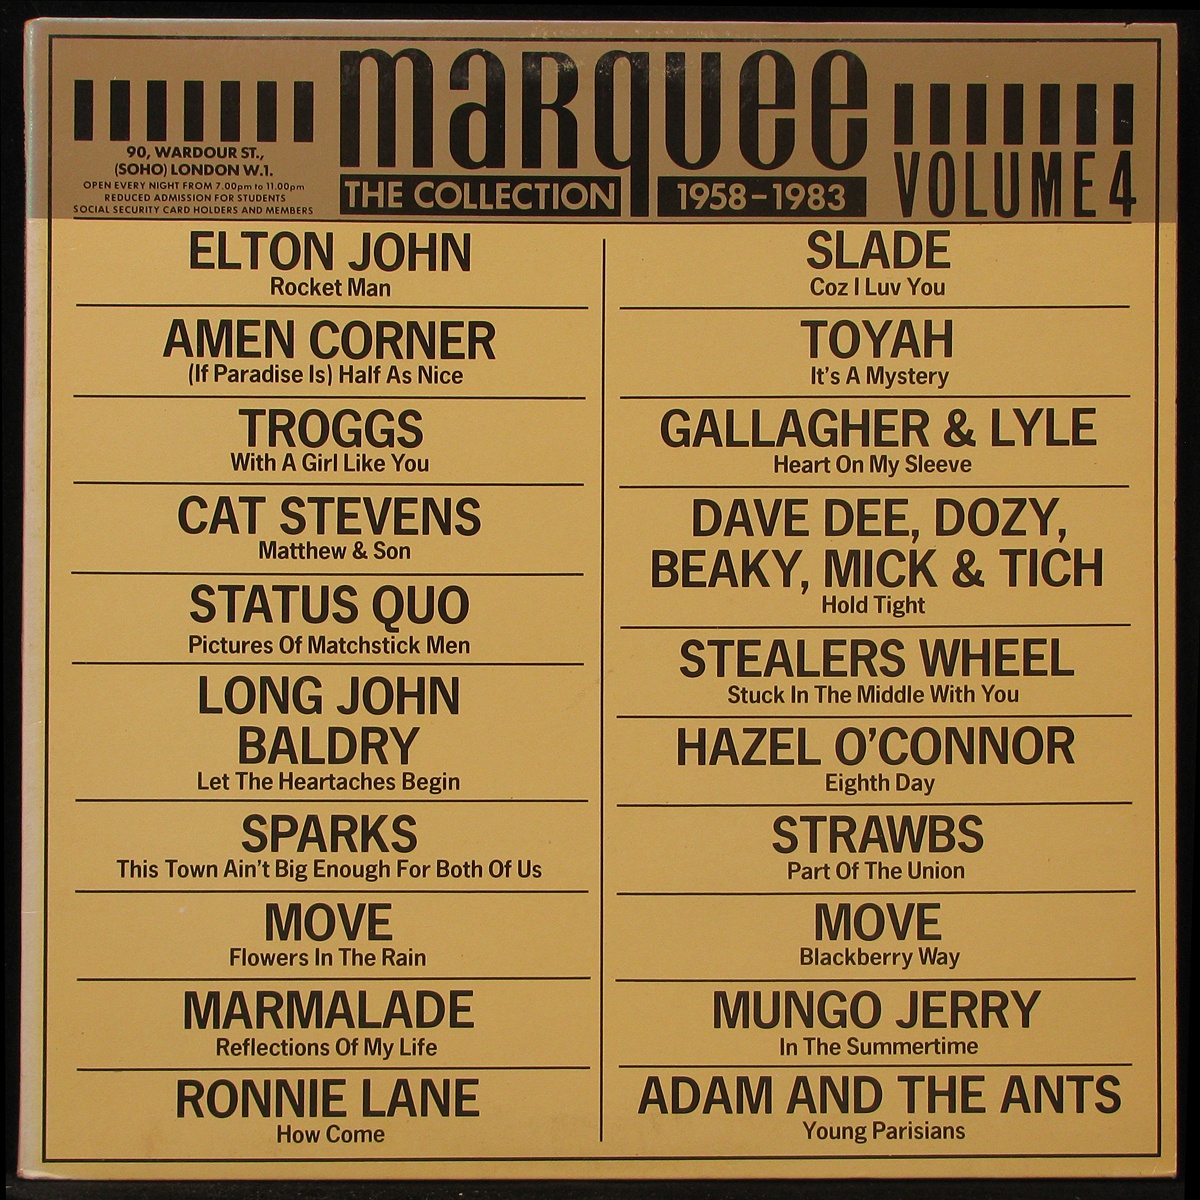 marquee
90, WARDOUR ST.,
(SOHO) LONDON W.1.
OPEN EVERY NIGHT FROM 7.00pm to 11.00pm
REDUCED ADMISSION FOR STUDENTS
SOCIAL SECURITY CARD HOLDERS AND MEMBERS
THE COLLECTION 1958-1983
VOLUME 4
ELTON JOHN
Rocket Man
AMEN CORNER
(If Paradise Is) Half As Nice
TROGGS
With A Girl Like You
CAT STEVENS
Matthew & Son
STATUS QUO
Pictures Of Matchstick Men
LONG JOHN
BALDRY
Let The Heartaches Begin
SPARKS
This Town Ain't Big Enough For Both Of Us
MOVE
Flowers In The Rain
MARMALADE
Reflections Of My Life
RONNIE LANE
How Come
SLADE
Coz I Luv You
TOYAH
It's A Mystery
GALLAGHER & LYLE
Heart On My Sleeve
DAVE DEE, DOZY,
BEAKY, MICK & TICH
Hold Tight
STEALERS WHEEL
Stuck In The Middle With You
HAZEL O'CONNOR
Eighth Day
STRAWBS
Part Of The Union
MOVE
Blackberry Way
MUNGO JERRY
In The Summertime
ADAM AND THE ANTS
Young Parisians